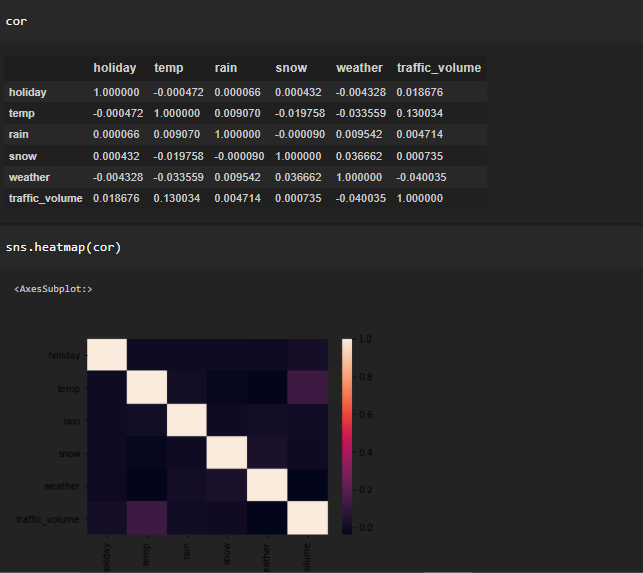 cor
holiday temp rain snow weather traffic_volume
holiday 1.000000 -0.000472 0.000066 0.000432 -0.004328 0.018676
temp -0.000472 1.000000 0.009070 -0.019758 -0.033559 0.130034
rain 0.000066 0.009070 1.000000 -0.000090 0.009542 0.004714
snow 0.000432 -0.019758 -0.000090 1.000000 0.036662 0.000735
weather -0.004328 -0.033559 0.009542 0.036662 1.000000 -0.040035
traffic_volume 0.018676 0.130034 0.004714 0.000735 -0.040035 1.000000
sns.heatmap(cor)
<AxesSubplot:>
holiday
temp
rain
snow
weather
traffic_volume
1.0
0.8
0.6
0.4
0.2
0.0
oliday temp rain snow eather olume